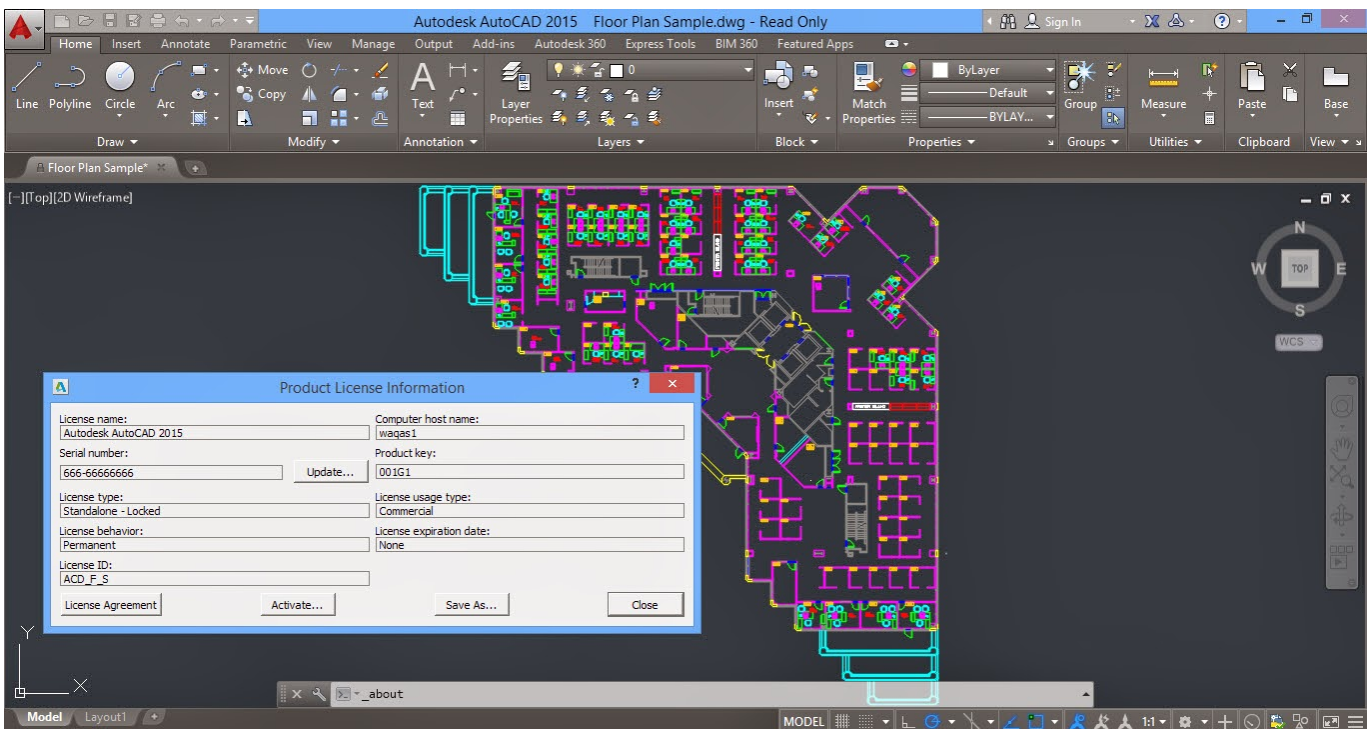 Autodesk AutoCAD 2015 Floor Plan Sample.dwg - Read Only
Sign In
Home Insert Annotate Parametric View Manage Output Add-ins Autodesk 360 Express Tools BIM 360 Featured Apps
0
ByLayer
Move
Copy
Default
BYLAY...
Line Polyline Circle Arc
Text
Layer Properties
Insert
Match Properties
Group
Measure
Paste
Base
Draw Modify Annotation Layers Block Properties Groups Utilities Clipboard View
Floor Plan Sample*
[−][Top][2D Wireframe]
N
W TOP E
S
WCS
Product License Information
License name: Computer host name:
Autodesk AutoCAD 2015 waqas1
Serial number: Product key:
666-66666666 Update... 001G1
License type: License usage type:
Standalone - Locked Commercial
License behavior: License expiration date:
Permanent None
License ID:
ACD_F_S
License Agreement Activate... Save As... Close
Y
X
_about
Model Layout1
MODEL 1:1